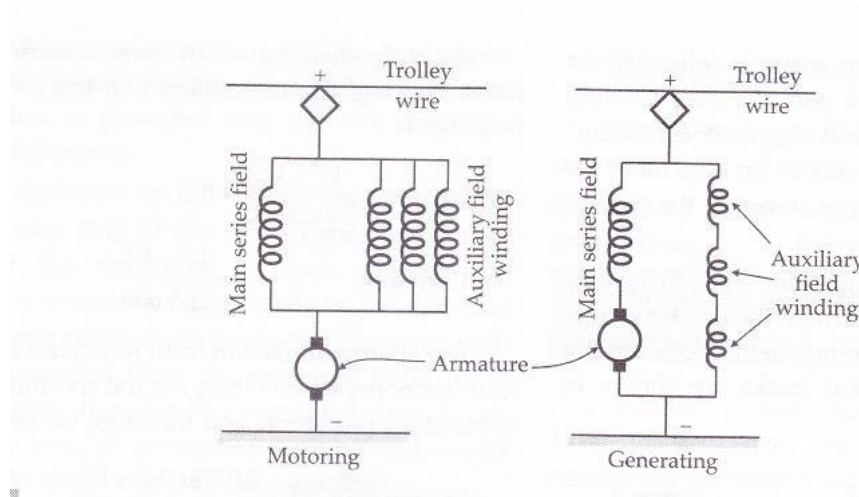 +
Trolley
wire
Main series field
Auxiliary field
winding
Armature
Motoring
+
Trolley
wire
Main series field
Auxiliary
field
winding
−
Generating